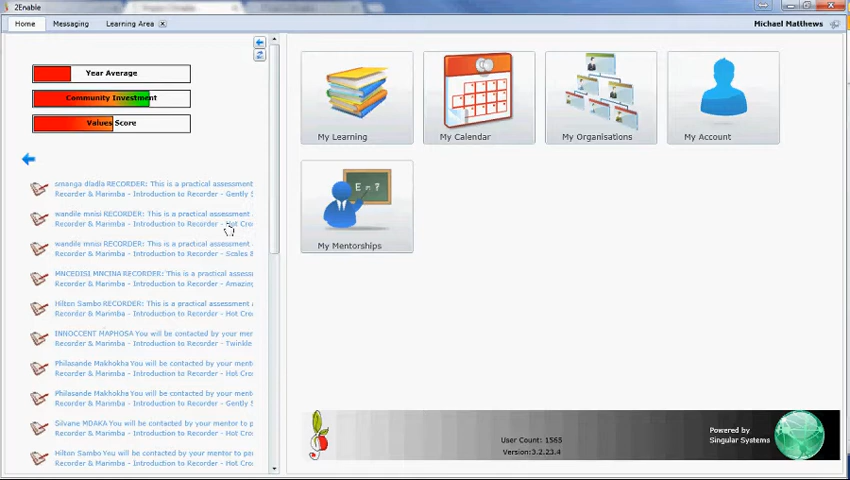 2Enable
Home Messaging Learning Area Michael Matthews
Year Average
Community Investment
Values Score
smanga dladla RECORDER: This is a practical assessment
Recorder & Marimba - Introduction to Recorder - Gently S
wandile mnisi RECORDER: This is a practical assessment
Recorder & Marimba - Introduction to Recorder - Hot Cro
wandile mnisi RECORDER: This is a practical assessment
Recorder & Marimba - Introduction to Recorder - Scales E
MNCEDISI MNCINA RECORDER: This is a practical assess
Recorder & Marimba - Introduction to Recorder - Amazin
Hilton Sambo RECORDER: This is a practical assessment
Recorder & Marimba - Introduction to Recorder - Hot Cro
INNOCCENT MAPHOSA You will be contacted by your mer
Recorder & Marimba - Introduction to Recorder - Twinkle
Philasande Makhokha You will be contacted by your ment
Recorder & Marimba - Introduction to Recorder - Hot Cro
Philasande Makhokha You will be contacted by your ment
Recorder & Marimba - Introduction to Recorder - Gently S
Silvane MDAKA You will be contacted by your mentor to p
Recorder & Marimba - Introduction to Recorder - Hot Cro
Hilton Sambo You will be contacted by your mentor to po
Recorder & Marimba - Introduction to Recorder - Hot Cro
My Learning
My Calendar
My Organisations
My Account
E = ?
My Mentorships
User Count: 1565
Version:3.2.23.4
Powered by
Singular Systems